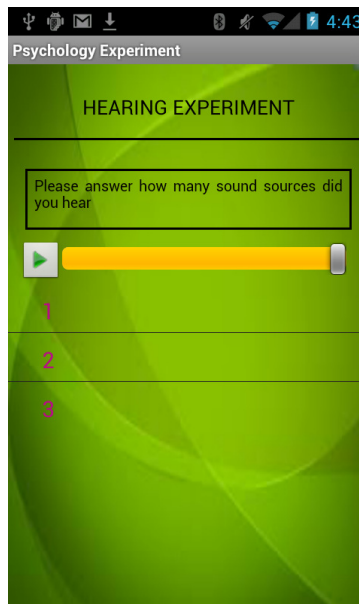 4:43
Psychology Experiment
HEARING EXPERIMENT
Please answer how many sound sources did
you hear
1
2
3